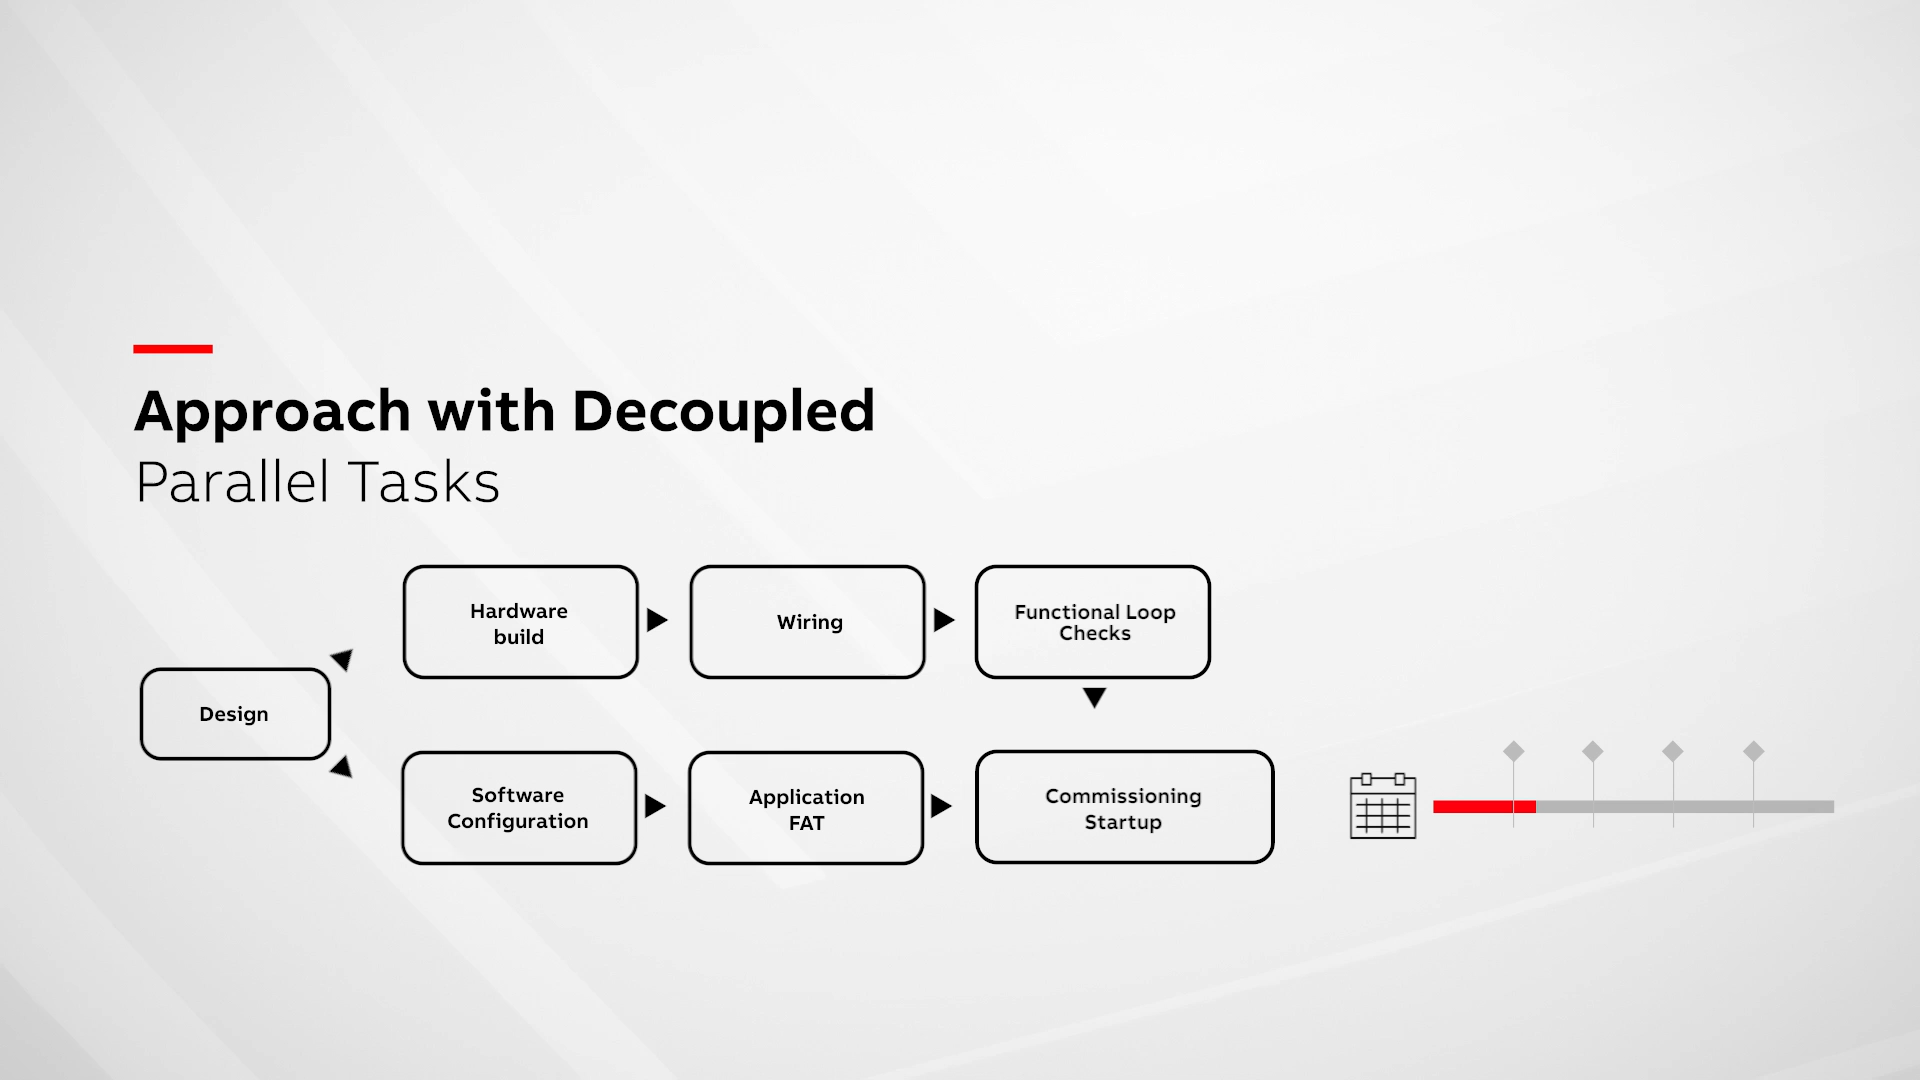 Approach with Decoupled
Parallel Tasks
Design
Hardware
build
Wiring
Functional Loop
Checks
Software
Configuration
Application
FAT
Commissioning
Startup